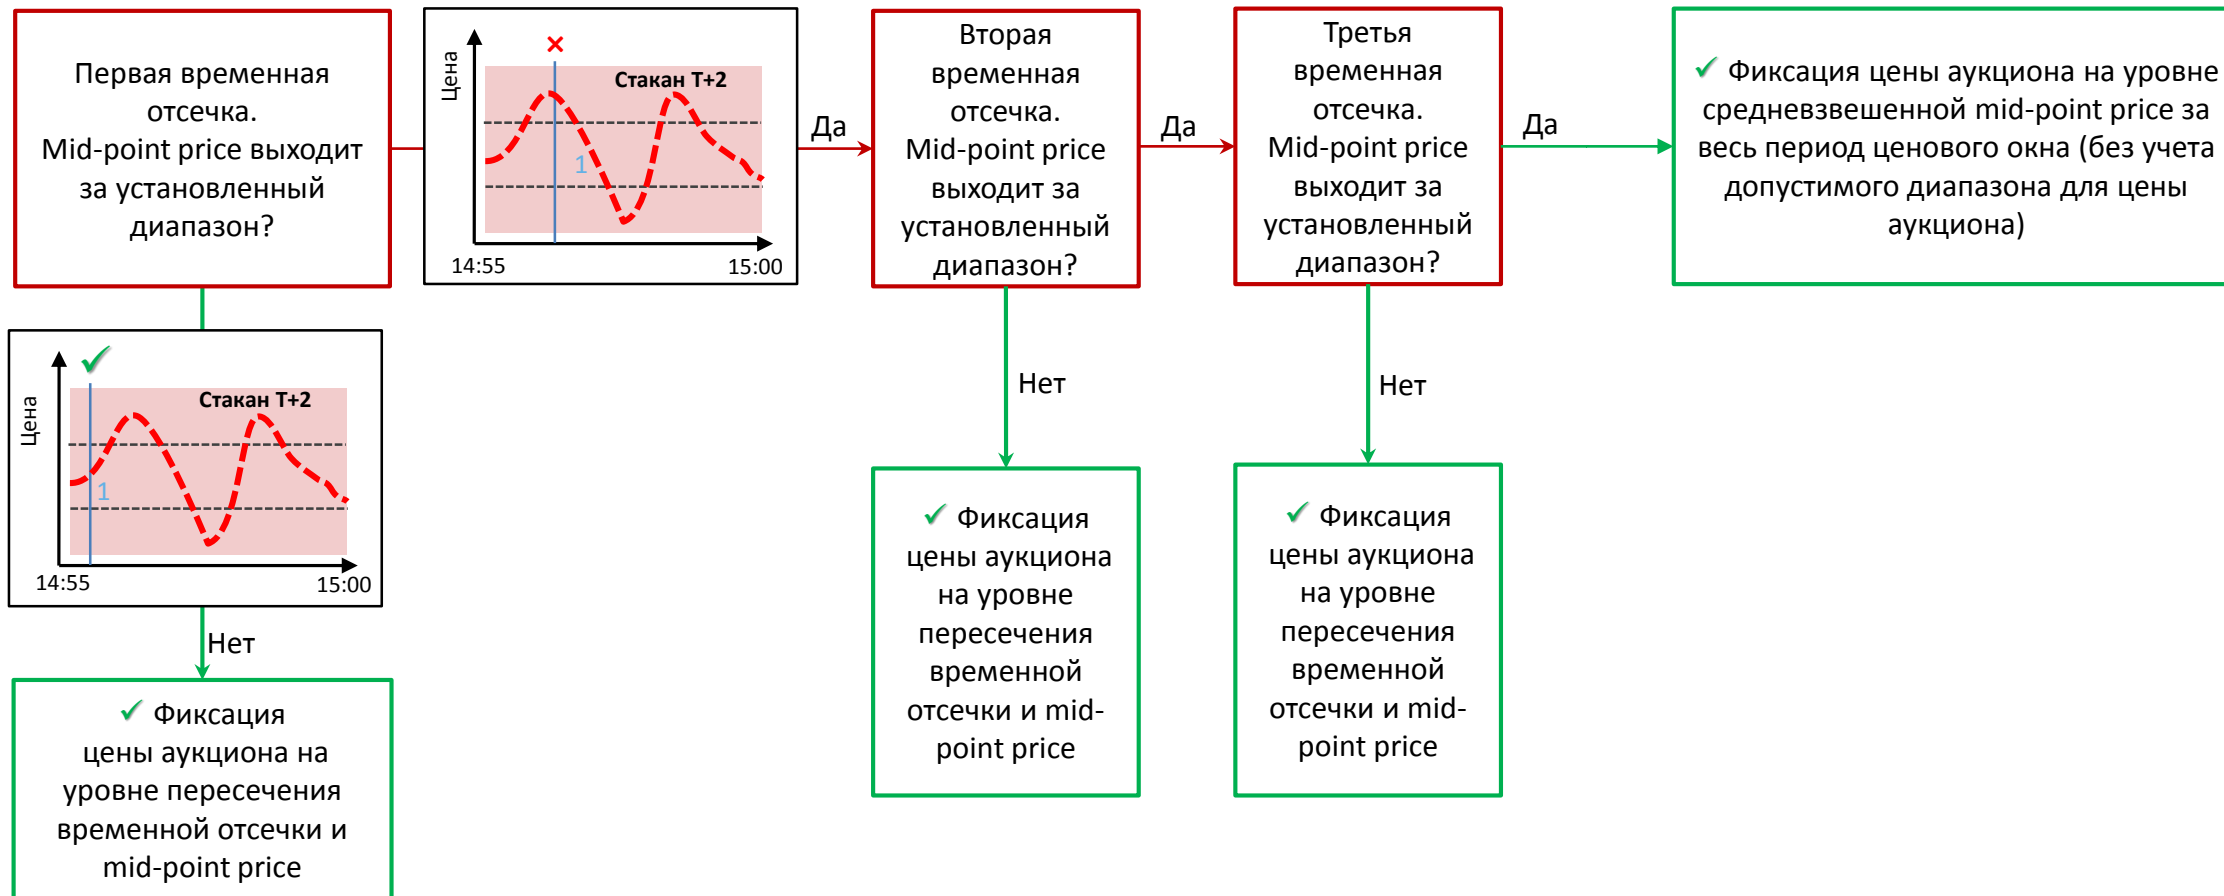 Первая временная
отсечка.
Mid-point price выходит
за установленный
диапазон?
Цена
×
Стакан T+2
1
14:55
15:00
Да
Вторая
временная
отсечка.
Mid-point price
выходит за
установленный
диапазон?
Да
Третья
временная
отсечка.
Mid-point price
выходит за
установленный
диапазон?
Да
✓ Фиксация цены аукциона на уровне
средневзвешенной mid-point price за
весь период ценового окна (без учета
допустимого диапазона для цены
аукциона)
✓
Цена
Стакан T+2
1
14:55
15:00
Нет
✓ Фиксация
цены аукциона на
уровне пересечения
временной отсечки и
mid-point price
Нет
✓ Фиксация
цены аукциона
на уровне
пересечения
временной
отсечки и mid-
point price
Нет
✓ Фиксация
цены аукциона
на уровне
пересечения
временной
отсечки и mid-
point price